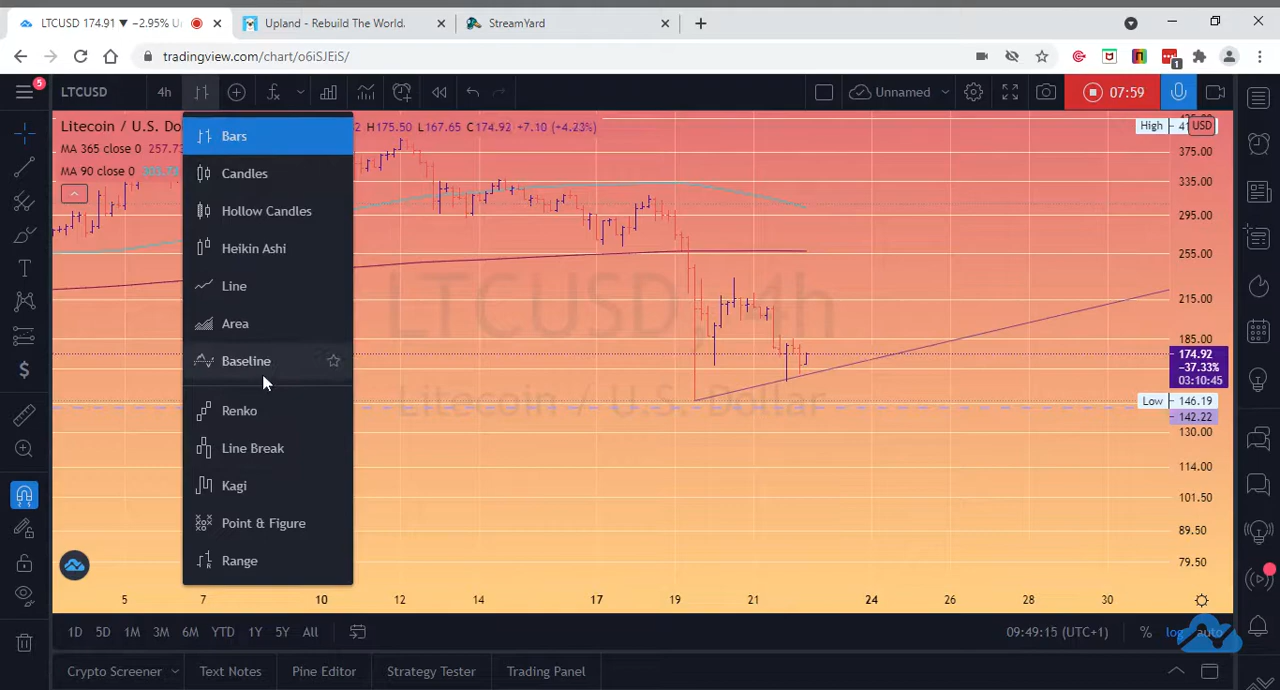 LTCUSD 174.91 ▼ −2.95% U
Upland - Rebuild The World.
StreamYard
tradingview.com/chart/o6iSJEiS/
1
5
LTCUSD
4h
Unnamed
07:59
Litecoin / U.S. Do
2 H175.50 L167.65 C174.92 +7.10 (+4.23%)
MA 365 close 0 257.73
MA 90 close 0 303.73
Bars
Candles
Hollow Candles
Heikin Ashi
Line
Area
Baseline
Renko
Line Break
Kagi
Point & Figure
Range
LTCUSD, 4h
Litecoin / U.S. Dollar
High
USD
375.00
335.00
295.00
255.00
215.00
185.00
174.92
−37.33%
03:10:45
Low 146.19
142.22
130.00
114.00
101.50
89.50
79.50
5 7 10 12 14 17 19 21 24 26 28 30
1D 5D 1M 3M 6M YTD 1Y 5Y All
09:49:15 (UTC+1) % log auto
Crypto Screener Text Notes Pine Editor Strategy Tester Trading Panel